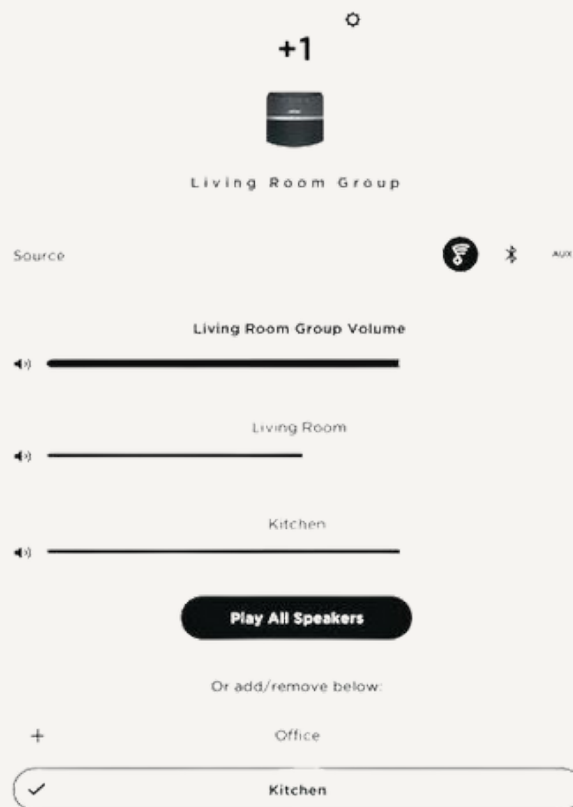 +1
Living Room Group
Source
AUX
Living Room Group Volume
Living Room
Kitchen
Play All Speakers
Or add/remove below:
+ Office
Kitchen